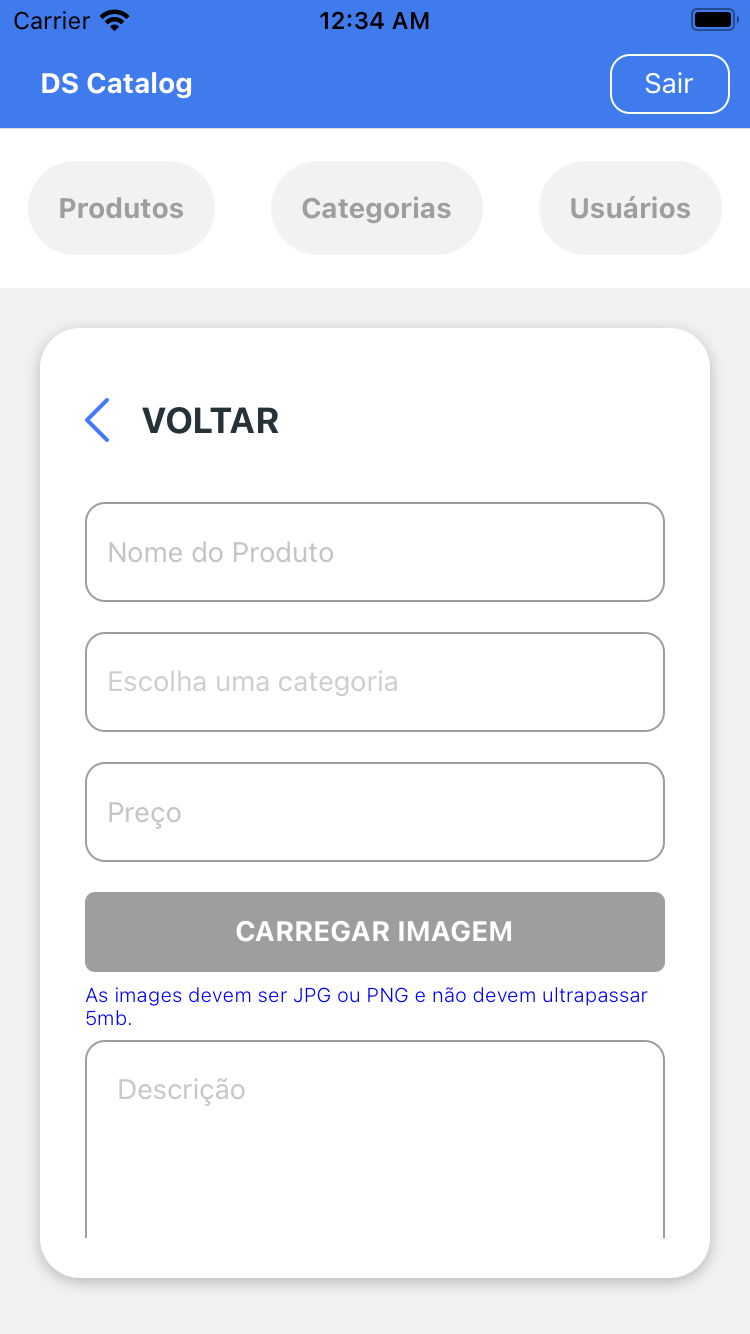 Carrier 12:34 AM
DS Catalog Sair
Produtos Categorias Usuários
VOLTAR
Nome do Produto
Escolha uma categoria
Preço
CARREGAR IMAGEM
As images devem ser JPG ou PNG e não devem ultrapassar
5mb.
Descrição